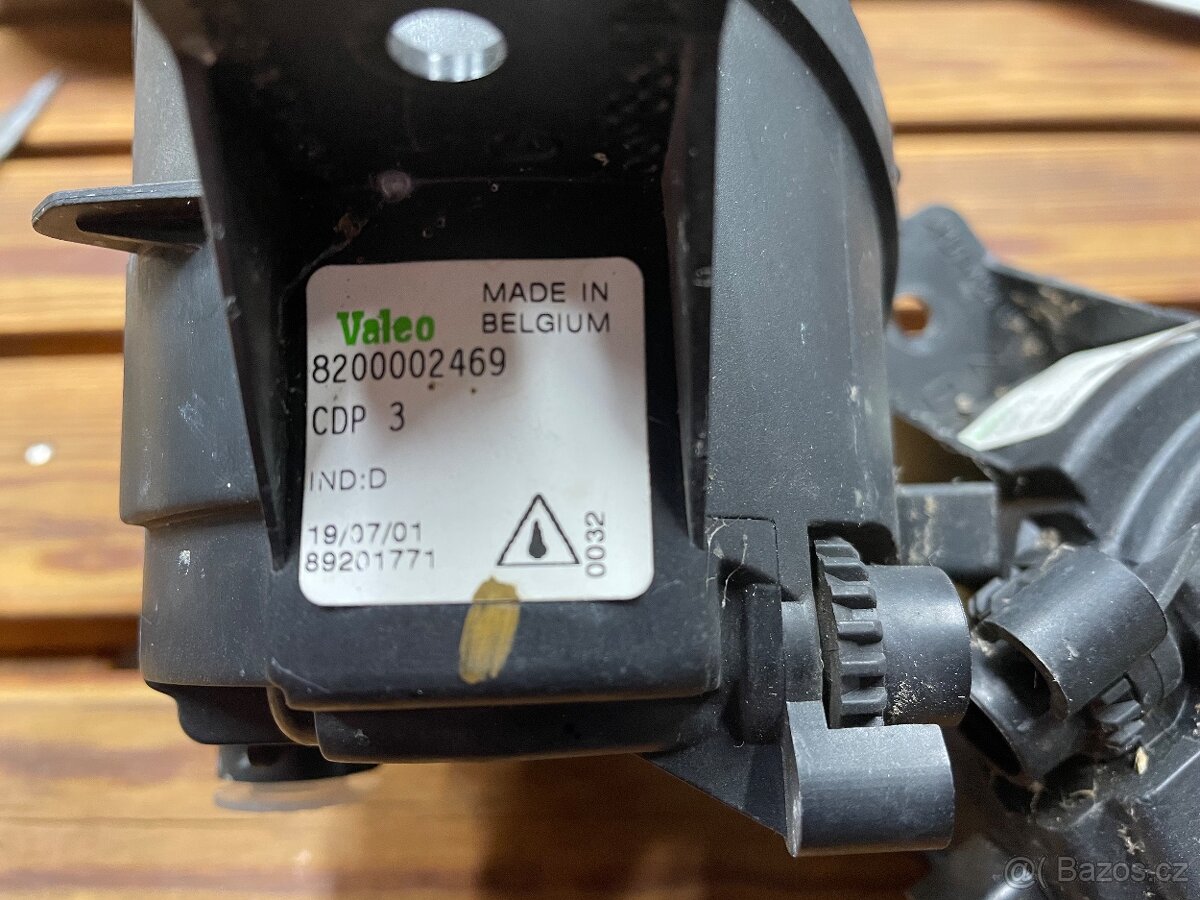 MADE IN
BELGIUM
Valeo
8200002469
CDP 3
IND:D
19/07/01
89201771
0032
@( Bazos.cz